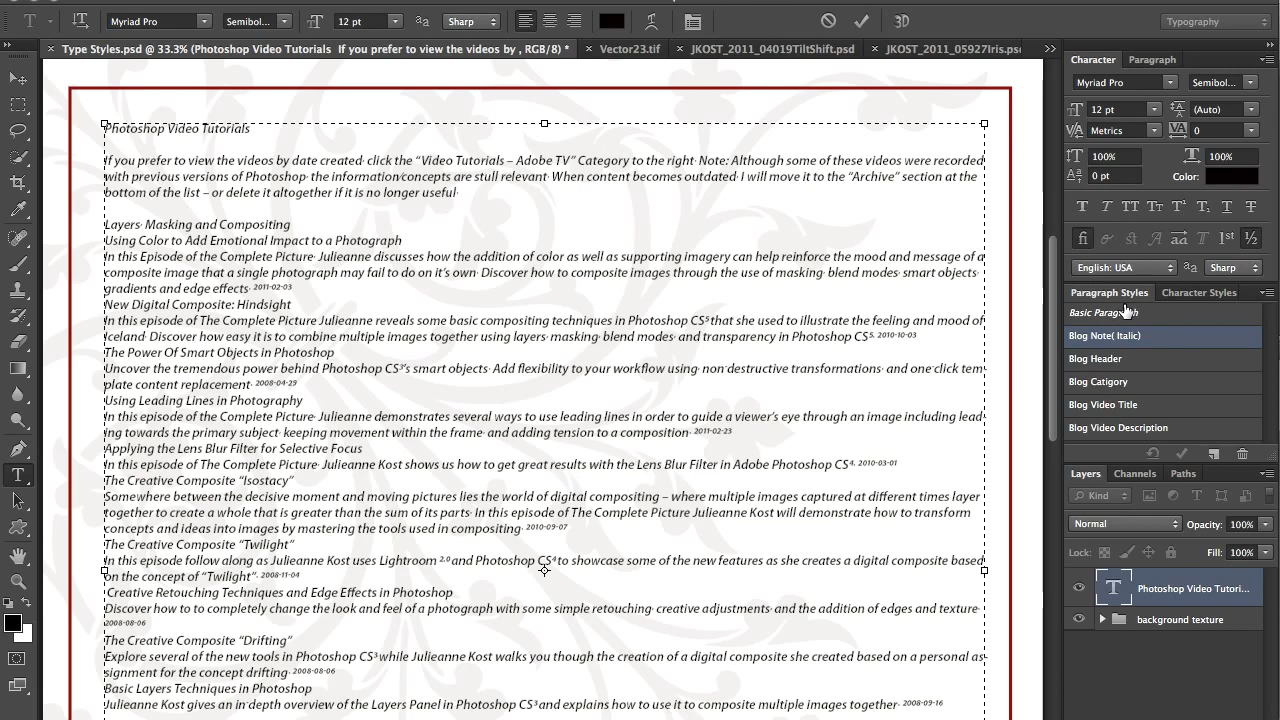 Myriad Pro
Semibol...
12 pt
Sharp
3D
Typography
Type Styles.psd @ 33.3% (Photoshop Video Tutorials  If you prefer to view the videos by , RGB/8) *
Vector23.tif
JKOST_2011_04019TiltShift.psd
JKOST_2011_05927Iris.psd
Photoshop Video Tutorials
If you prefer to view the videos by date created· click the “Video Tutorials – Adobe TV” Category to the right· Note: Although some of these videos were recorded
with previous versions of Photoshop· the information/concepts are stull relevant· When content becomes outdated· I will move it to the “Archive” section at the
bottom of the list – or delete it altogether if it is no longer useful·
Layers· Masking and Compositing
Using Color to Add Emotional Impact to a Photograph
In this Episode of the Complete Picture· Julieanne discusses how the addition of color as well as supporting imagery can help reinforce the mood and message of a
composite image that a single photograph may fail to do on it’s own· Discover how to composite images through the use of masking· blend modes· smart objects·
gradients and edge effects· 2011-02-03
New Digital Composite: Hindsight
In this episode of The Complete Picture Julieanne reveals some basic compositing techniques in Photoshop CS5 that she used to illustrate the feeling and mood of
Iceland· Discover how easy it is to combine multiple images together using layers· masking· blend modes· and transparency in Photoshop CS5. 2010-10-03
The Power Of Smart Objects in Photoshop
Uncover the tremendous power behind Photoshop CS3’s smart objects· Add flexibility to your workflow using· non destructive transformations· and one click tem-
plate content replacement· 2008-04-29
Using Leading Lines in Photography
In this episode of the Complete Picture· Julieanne demonstrates several ways to use leading lines in order to guide a viewer’s eye through an image including lead-
ing towards the primary subject· keeping movement within the frame· and adding tension to a composition· 2011-02-23
Applying the Lens Blur Filter for Selective Focus
In this episode of The Complete Picture· Julieanne Kost shows us how to get great results with the Lens Blur Filter in Adobe Photoshop CS4. 2010-03-01
The Creative Composite “Isostacy”
Somewhere between the decisive moment and moving pictures lies the world of digital compositing – where multiple images captured at different times layer
together to create a whole that is greater than the sum of its parts· In this episode of The Complete Picture Julieanne Kost will demonstrate how to transform
concepts and ideas into images by mastering the tools used in compositing· 2010-09-07
The Creative Composite “Twilight”
In this episode follow along as Julieanne Kost uses Lightroom 2.0 and Photoshop CS4 to showcase some of the new features as she creates a digital composite based
on the concept of “Twilight”· 2008-11-04
Creative Retouching Techniques and Edge Effects in Photoshop
Discover how to to completely change the look and feel of a photograph with some simple retouching· creative adjustments· and the addition of edges and texture·
2008-08-06
The Creative Composite “Drifting”
Explore several of the new tools in Photoshop CS3 while Julieanne Kost walks you though the creation of a digital composite she created based on a personal as-
signment for the concept drifting· 2008-08-06
Basic Layers Techniques in Photoshop
Julieanne Kost gives an in depth overview of the Layers Panel in Photoshop CS3 and explains how to use it to composite multiple images together· 2008-09-16
Character
Paragraph
Myriad Pro
Semibol...
12 pt
(Auto)
Metrics
0
100%
100%
0 pt
Color:
English: USA
Sharp
Paragraph Styles
Character Styles
Basic Paragraph
Blog Note( Italic)
Blog Header
Blog Catigory
Blog Video Title
Blog Video Description
Layers
Channels
Paths
Kind
Normal
Opacity: 100%
Lock:
Fill: 100%
Photoshop Video Tutori...
background texture